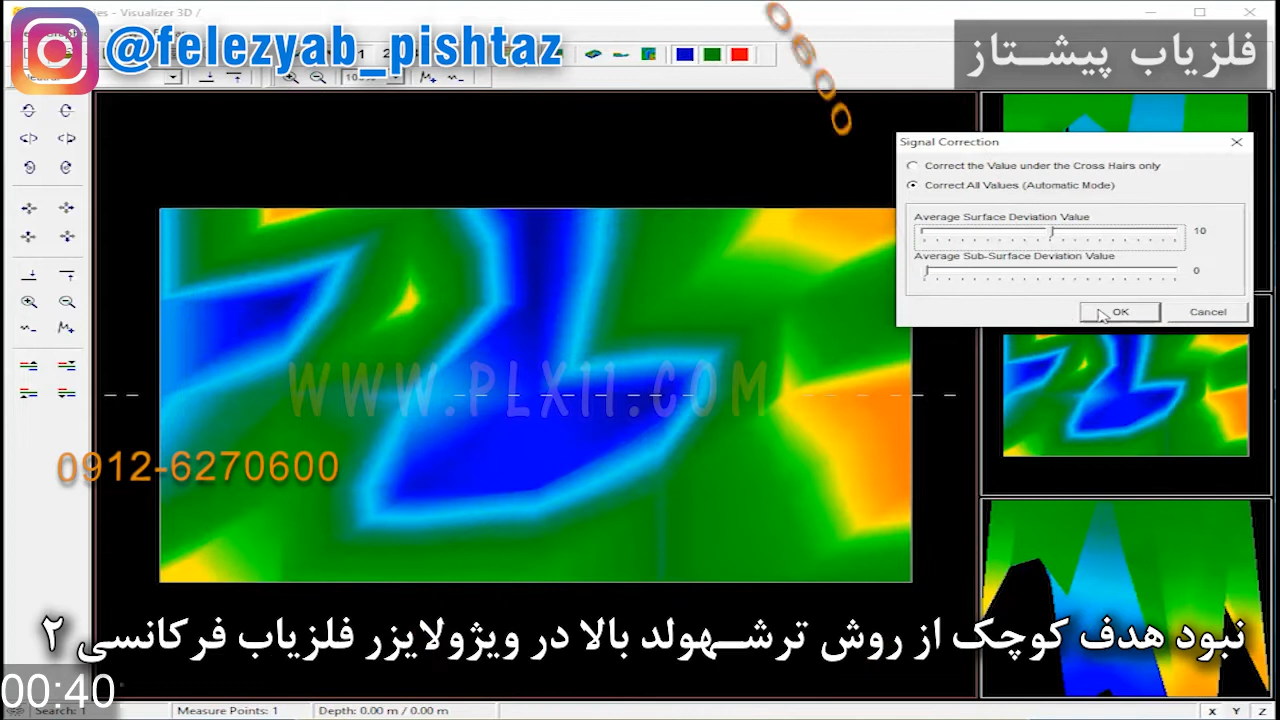 Visualizer 3D /
@felezyab_pishtaz
فلزیاب پیشتاز
Signal Correction
Correct the Value under the Cross Hairs only
Correct All Values (Automatic Mode)
Average Surface Deviation Value
10
Average Sub-Surface Deviation Value
0
OK
Cancel
WWW.PLX11.COM
0912-6270600
نبود هدف کوچک از روش ترشهولد بالا در ویژولایزر فلزیاب فرکانسی ۲
00:40
Search: 1
Measure Points: 1
Depth: 0.00 m / 0.00 m
X Y Z